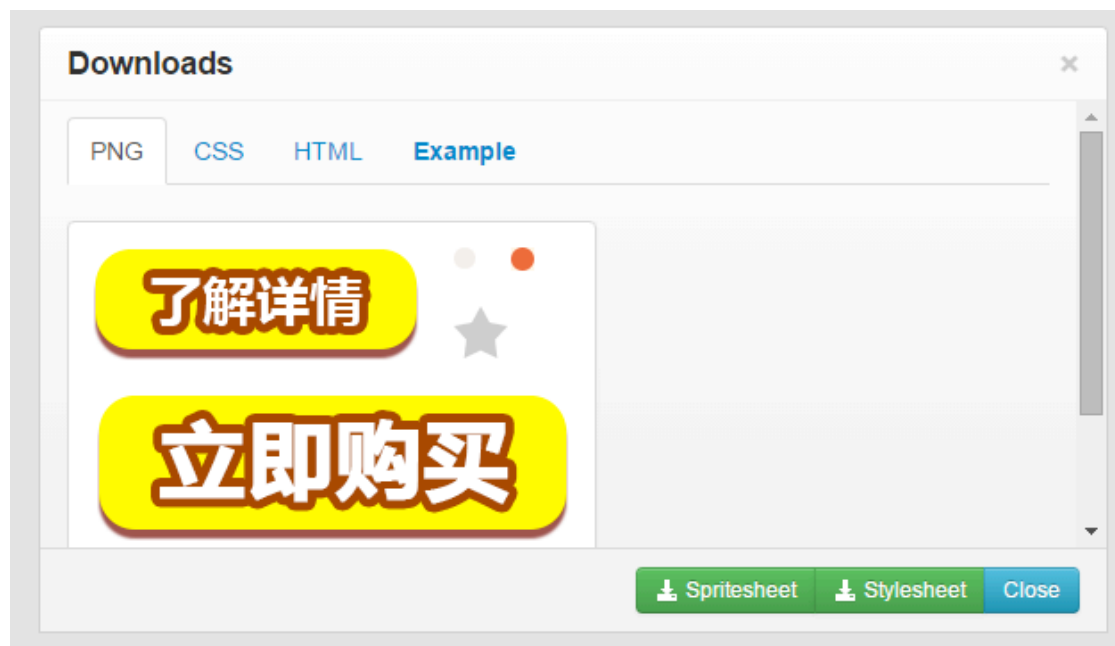 Downloads ×
PNG CSS HTML Example
了解详情
立即购买
Spritesheet Stylesheet Close